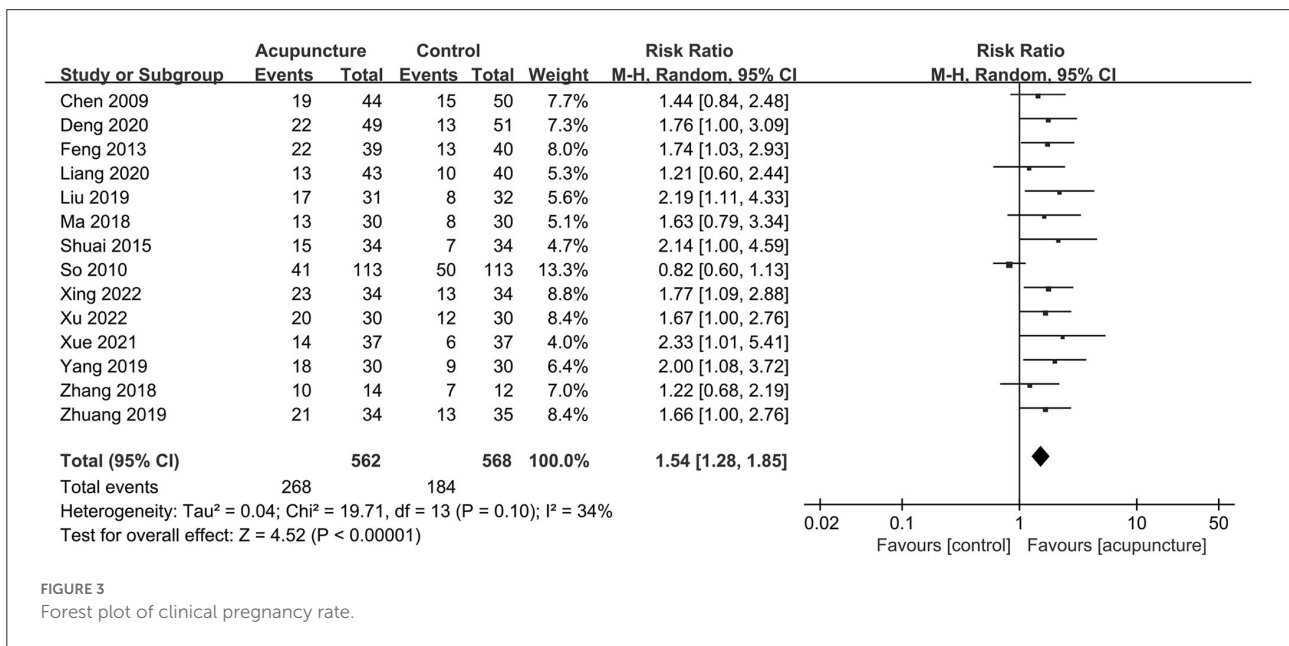 Acupuncture Control Risk Ratio Risk Ratio
Study or Subgroup Events Total Events Total Weight M-H, Random, 95% CI M-H, Random, 95% CI
Chen 2009 19 44 15 50 7.7% 1.44 [0.84, 2.48]
Deng 2020 22 49 13 51 7.3% 1.76 [1.00, 3.09]
Feng 2013 22 39 13 40 8.0% 1.74 [1.03, 2.93]
Liang 2020 13 43 10 40 5.3% 1.21 [0.60, 2.44]
Liu 2019 17 31 8 32 5.6% 2.19 [1.11, 4.33]
Ma 2018 13 30 8 30 5.1% 1.63 [0.79, 3.34]
Shuai 2015 15 34 7 34 4.7% 2.14 [1.00, 4.59]
So 2010 41 113 50 113 13.3% 0.82 [0.60, 1.13]
Xing 2022 23 34 13 34 8.8% 1.77 [1.09, 2.88]
Xu 2022 20 30 12 30 8.4% 1.67 [1.00, 2.76]
Xue 2021 14 37 6 37 4.0% 2.33 [1.01, 5.41]
Yang 2019 18 30 9 30 6.4% 2.00 [1.08, 3.72]
Zhang 2018 10 14 7 12 7.0% 1.22 [0.68, 2.19]
Zhuang 2019 21 34 13 35 8.4% 1.66 [1.00, 2.76]
Total (95% CI) 562 568 100.0% 1.54 [1.28, 1.85]
Total events 268 184
Heterogeneity: Tau² = 0.04; Chi² = 19.71, df = 13 (P = 0.10); I² = 34%
Test for overall effect: Z = 4.52 (P < 0.00001)
0.02 0.1 1 10 50
Favours [control] Favours [acupuncture]
FIGURE 3
Forest plot of clinical pregnancy rate.